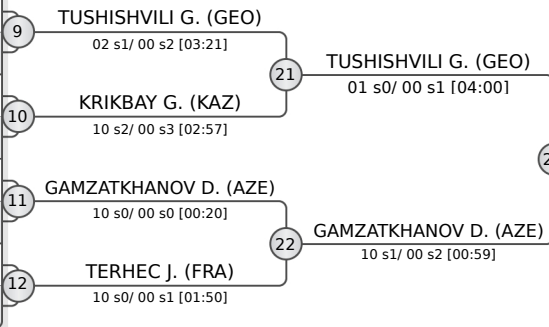 9
TUSHISHVILI G. (GEO)
02 s1/ 00 s2 [03:21]
21
TUSHISHVILI G. (GEO)
01 s0/ 00 s1 [04:00]
10
KRIKBAY G. (KAZ)
10 s2/ 00 s3 [02:57]
11
GAMZATKHANOV D. (AZE)
10 s0/ 00 s0 [00:20]
22
GAMZATKHANOV D. (AZE)
10 s1/ 00 s2 [00:59]
12
TERHEC J. (FRA)
10 s0/ 00 s1 [01:50]